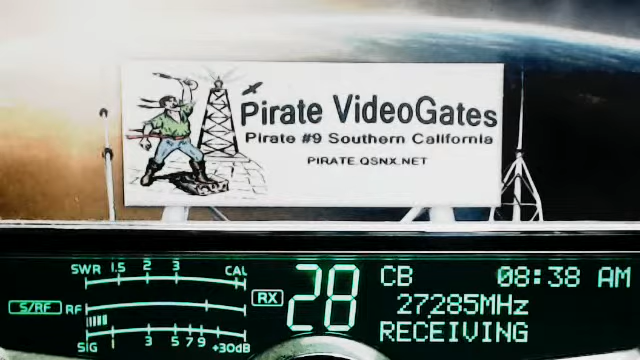 Pirate VideoGates
Pirate #9 Southern California
PIRATE.QSNX.NET
SWR 1.5 2 3 CAL
S/RF RF
SIG 1 3 5 7 9 +30dB
RX 28
CB 08:38 AM
27285MHz
RECEIVING